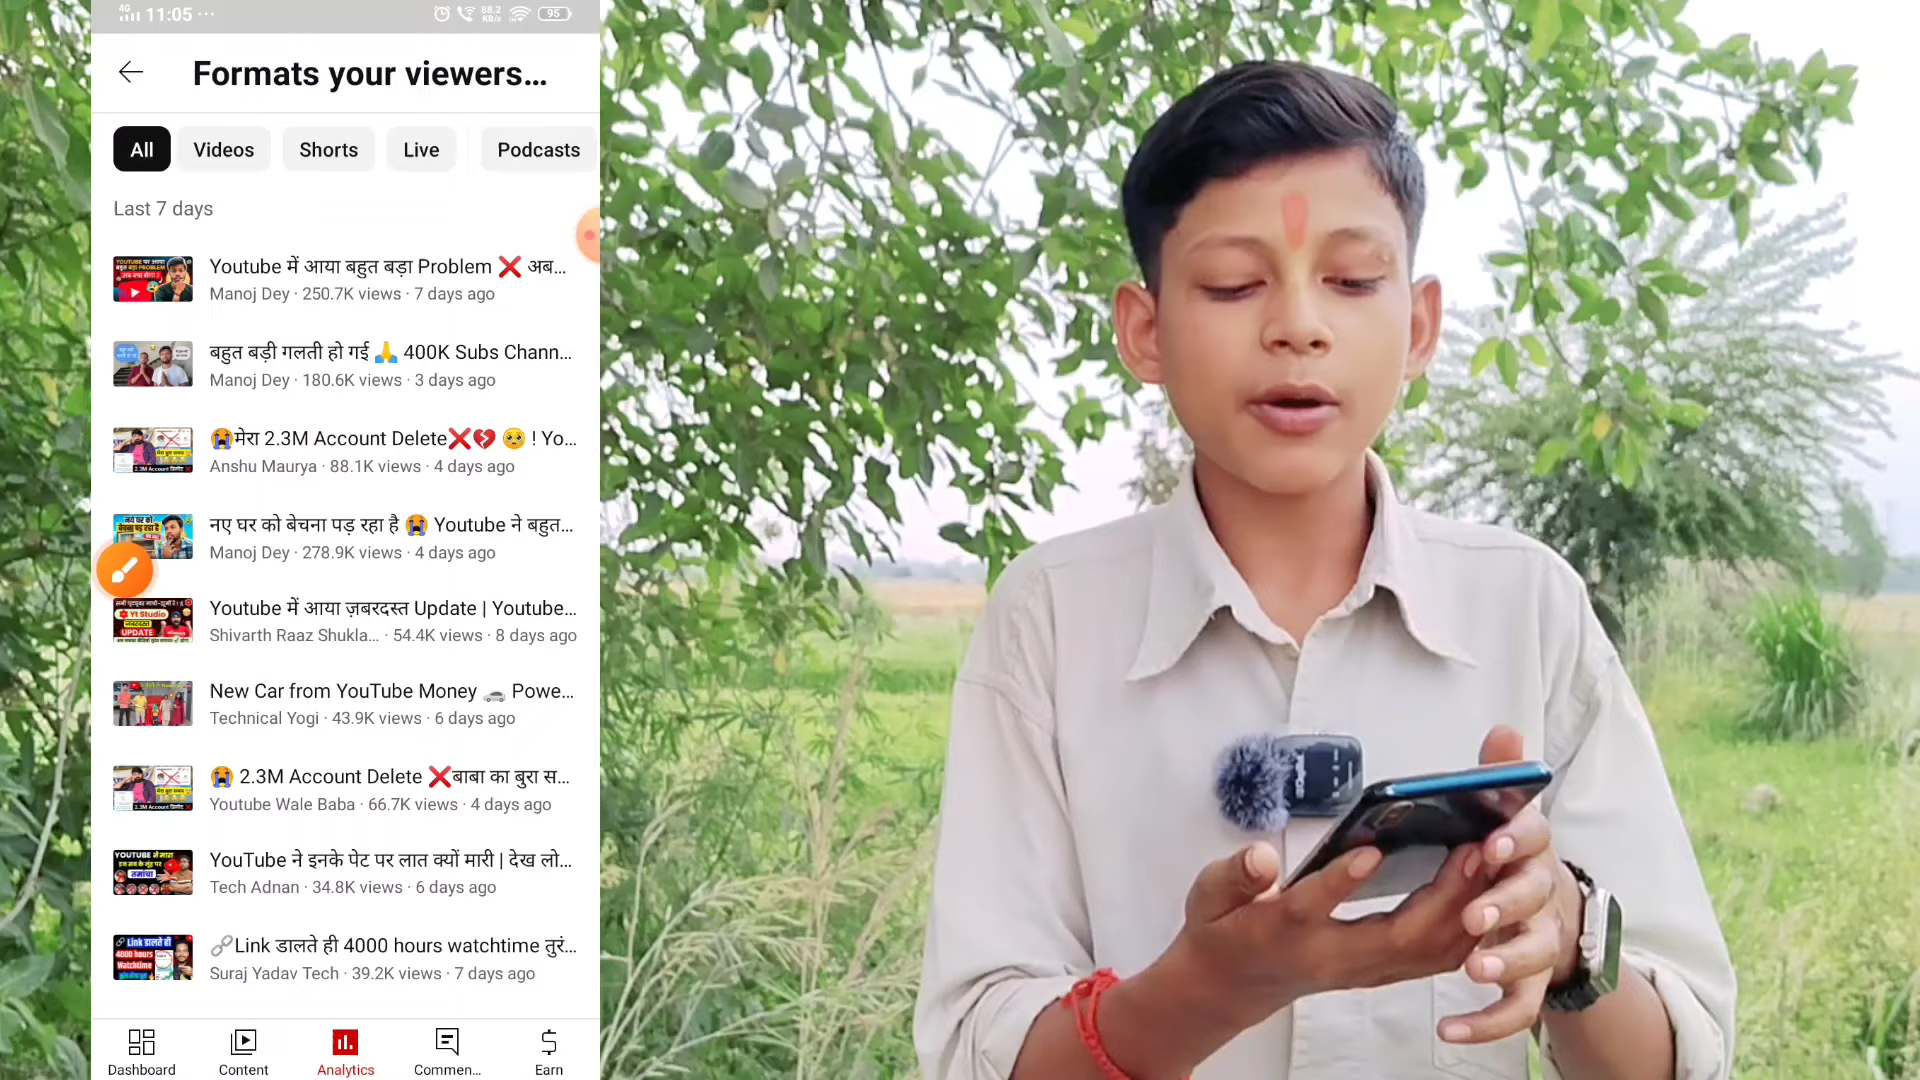 4G 11:05 ... 88.2 KB/s 95
Formats your viewers...
All Videos Shorts Live Podcasts
Last 7 days
Youtube में आया बहुत बड़ा Problem ❌ अब...
Manoj Dey · 250.7K views · 7 days ago
बहुत बड़ी गलती हो गई 🙏 400K Subs Chann...
Manoj Dey · 180.6K views · 3 days ago
😭मेरा 2.3M Account Delete❌💔 🥺 ! Yo...
Anshu Maurya · 88.1K views · 4 days ago
नए घर को बेचना पड़ रहा है 😭 Youtube ने बहुत...
Manoj Dey · 278.9K views · 4 days ago
Youtube में आया ज़बरदस्त Update | Youtube...
Shivarth Raaz Shukla... · 54.4K views · 8 days ago
New Car from YouTube Money 🚗 Powe...
Technical Yogi · 43.9K views · 6 days ago
😭 2.3M Account Delete ❌बाबा का बुरा स...
Youtube Wale Baba · 66.7K views · 4 days ago
YouTube ने इनके पेट पर लात क्यों मारी | देख लो...
Tech Adnan · 34.8K views · 6 days ago
🔗Link डालते ही 4000 hours watchtime तुरं...
Suraj Yadav Tech · 39.2K views · 7 days ago
Dashboard Content Analytics Commen... Earn